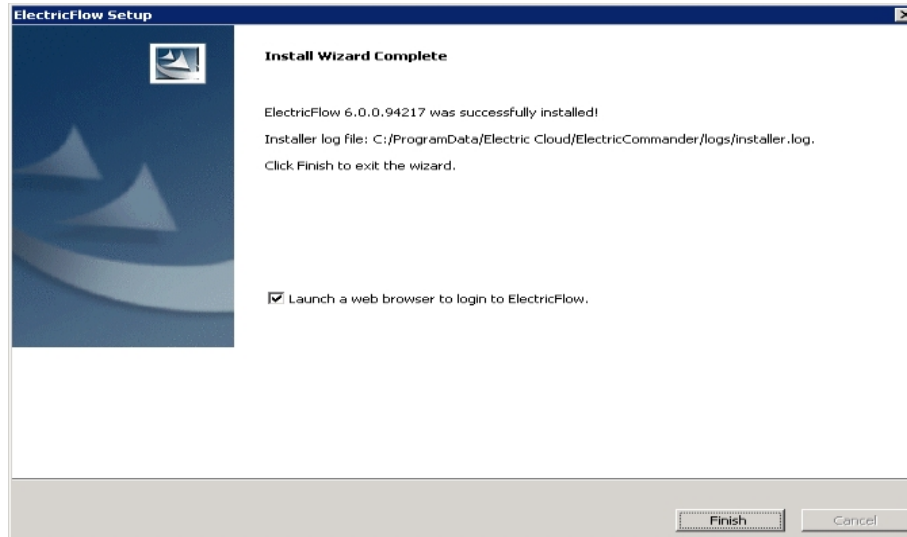 ElectricFlow Setup
Install Wizard Complete
ElectricFlow 6.0.0.94217 was successfully installed!
Installer log file: C:/ProgramData/Electric Cloud/ElectricCommander/logs/installer.log.
Click Finish to exit the wizard.
Launch a web browser to login to ElectricFlow.
Finish
Cancel